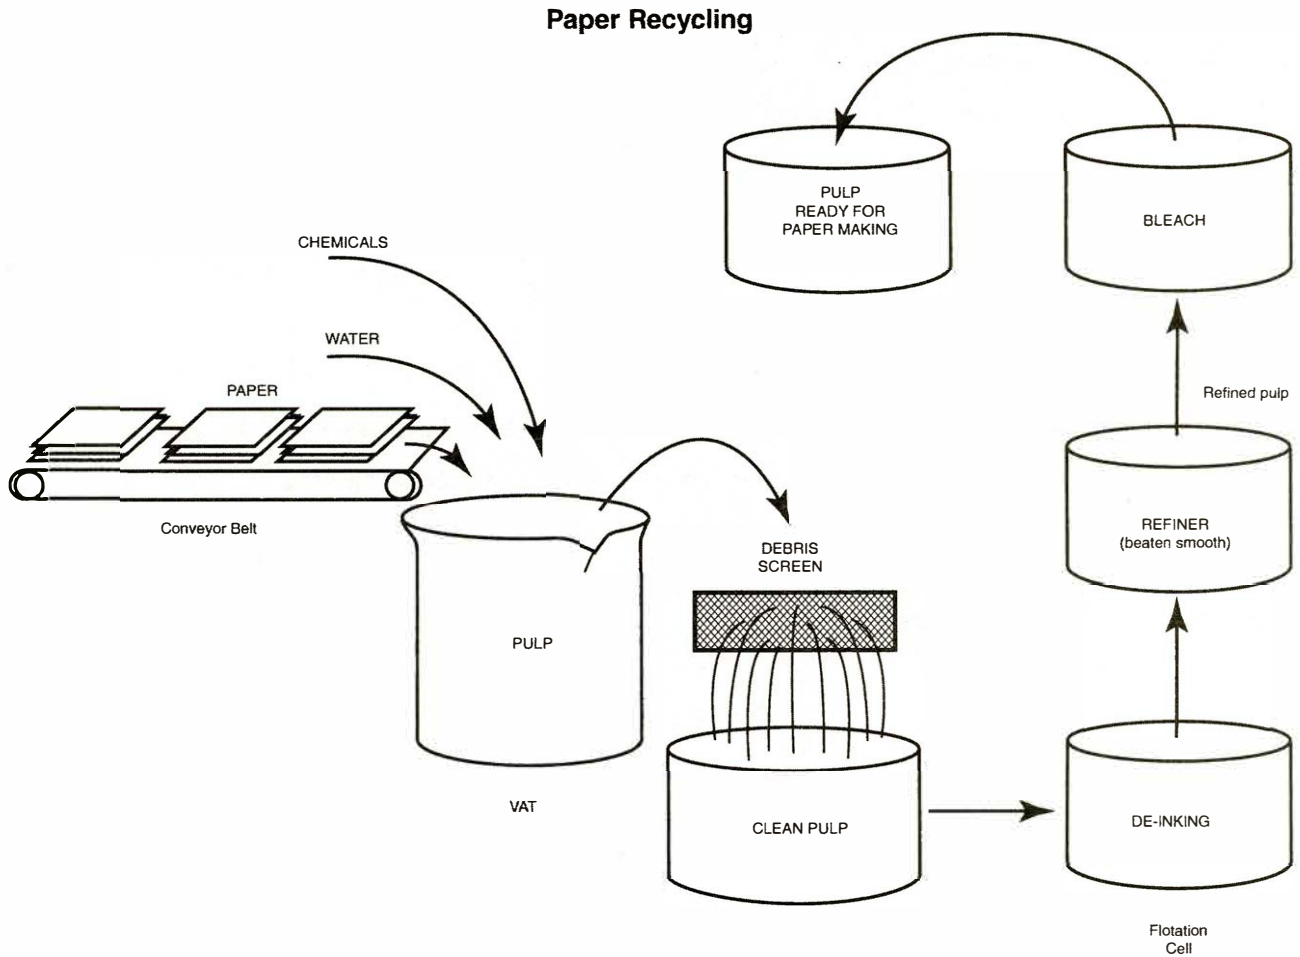 Paper Recycling
CHEMICALS
WATER
PAPER
Conveyor Belt
PULP
VAT
DEBRIS
SCREEN
CLEAN PULP
DE-INKING
Flotation
Cell
REFINER
(beaten smooth)
Refined pulp
BLEACH
PULP
READY FOR
PAPER MAKING